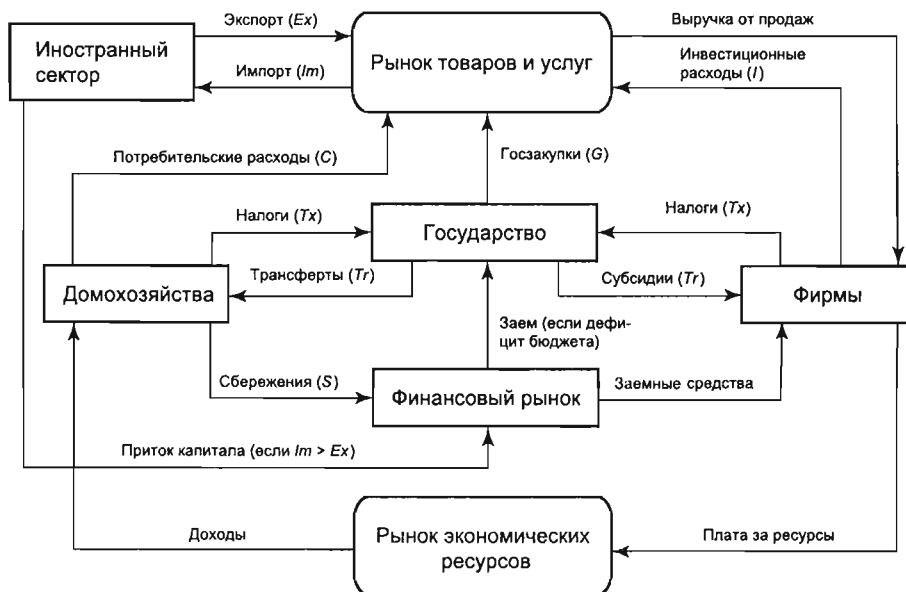 Экспорт (Ex)
Выручка от продаж
Иностранный
сектор
Рынок товаров и услуг
Инвестиционные
расходы (I)
Импорт (Im)
Потребительские расходы (C)
Госзакупки (G)
Налоги (Tx)
Государство
Налоги (Tx)
Домохозяйства
Трансферты (Tr)
Субсидии (Tr)
Фирмы
Заем (если дефи-
цит бюджета)
Сбережения (S)
Финансовый рынок
Заемные средства
Приток капитала (если Im > Ex)
Доходы
Рынок экономических
ресурсов
Плата за ресурсы